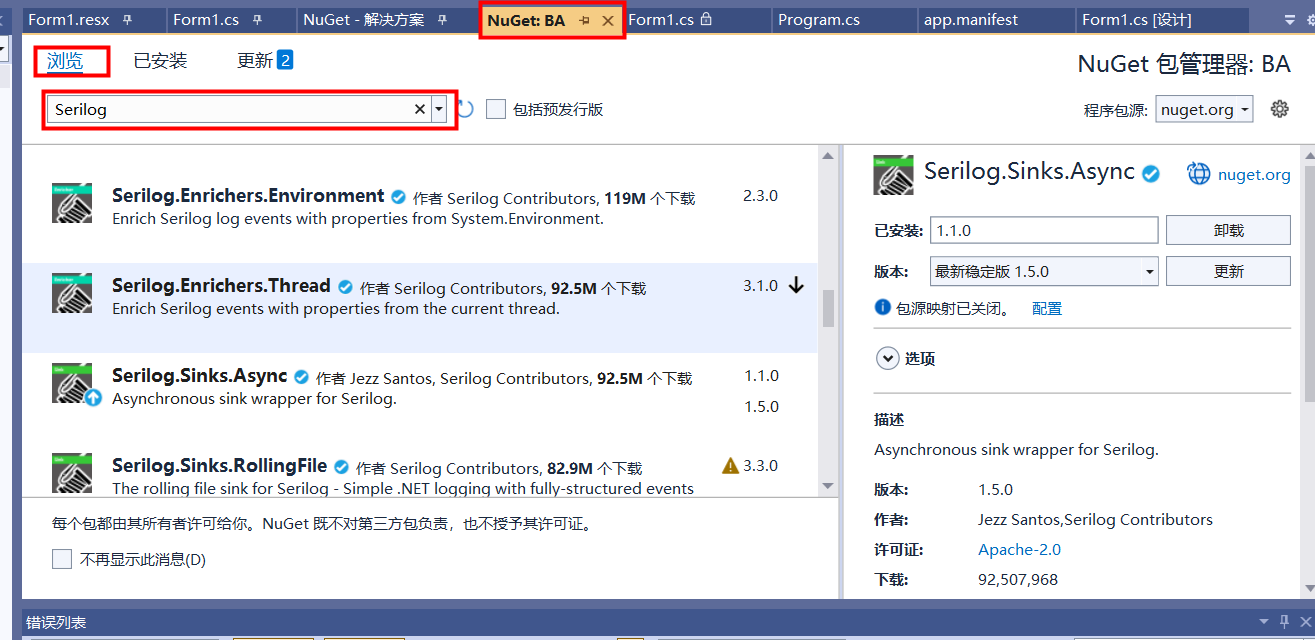 Form1.resx Form1.cs NuGet - 解决方案 NuGet: BA Form1.cs Program.cs app.manifest Form1.cs [设计]
浏览 已安装 更新 2
NuGet 包管理器: BA
Serilog 包括预发行版 程序包源: nuget.org
Serilog.Enrichers.Environment 作者 Serilog Contributors, 119M 个下载 2.3.0
Enrich Serilog log events with properties from System.Environment.
Serilog.Enrichers.Thread 作者 Serilog Contributors, 92.5M 个下载 3.1.0
Enrich Serilog events with properties from the current thread.
Serilog.Sinks.Async 作者 Jezz Santos, Serilog Contributors, 92.5M 个下载 1.1.0
Asynchronous sink wrapper for Serilog.
1.5.0
Serilog.Sinks.RollingFile 作者 Serilog Contributors, 82.9M 个下载 3.3.0
The rolling file sink for Serilog - Simple .NET logging with fully-structured events
每个包都由其所有者许可给你。NuGet 既不对第三方包负责，也不授予其许可证。
不再显示此消息(D)
Serilog.Sinks.Async nuget.org
已安装: 1.1.0 卸载
版本: 最新稳定版 1.5.0 更新
包源映射已关闭。 配置
选项
描述
Asynchronous sink wrapper for Serilog.
版本: 1.5.0
作者: Jezz Santos,Serilog Contributors
许可证: Apache-2.0
下载: 92,507,968
错误列表